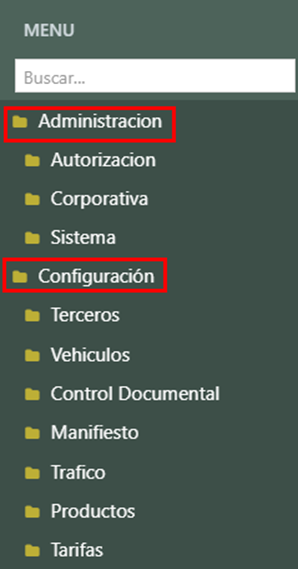 MENU
Buscar...
Administracion
Autorizacion
Corporativa
Sistema
Configuración
Terceros
Vehiculos
Control Documental
Manifiesto
Trafico
Productos
Tarifas